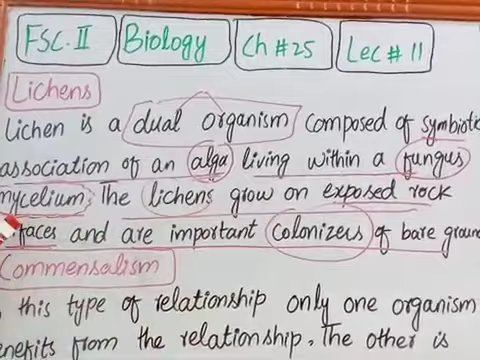 FSC.II Biology Ch #25 Lec #11
Lichens
Lichen is a dual organism composed of symbiotic
association of an alga living within a fungus
mycelium; The lichens grow on exposed rock
faces and are important colonizers of bare ground
Commensalism
this type of relationship only one organism
enefits from the relationship. The other is